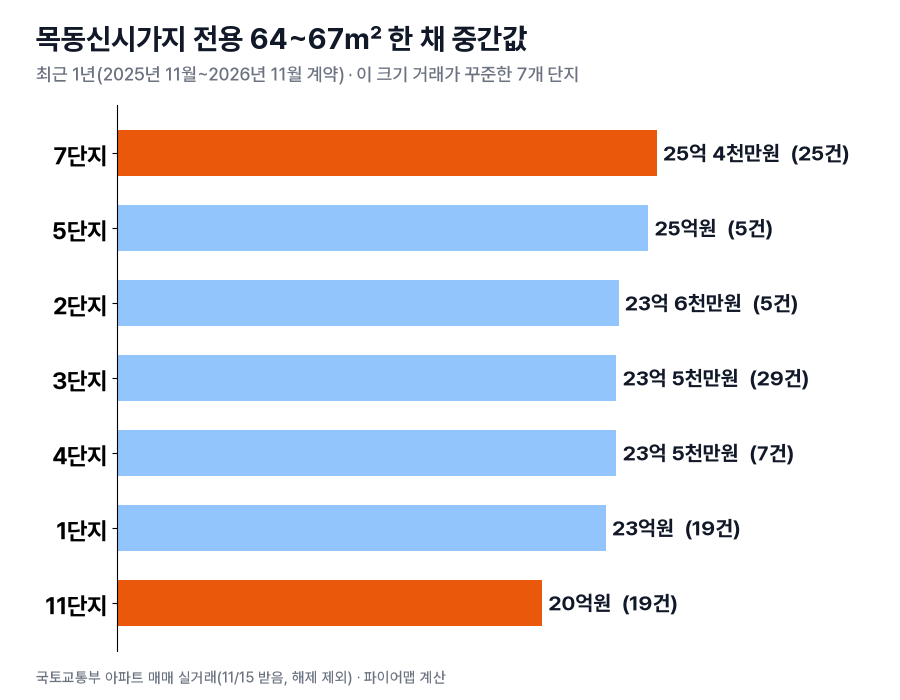 목동신시가지 전용 64~67m² 한 채 중간값
최근 1년(2025년 11월~2026년 11월 계약) · 이 크기 거래가 꾸준한 7개 단지
7단지 25억 4천만원 (25건)
5단지 25억원 (5건)
2단지 23억 6천만원 (5건)
3단지 23억 5천만원 (29건)
4단지 23억 5천만원 (7건)
1단지 23억원 (19건)
11단지 20억원 (19건)
국토교통부 아파트 매매 실거래(11/15 받음, 해제 제외) · 파이어맵 계산